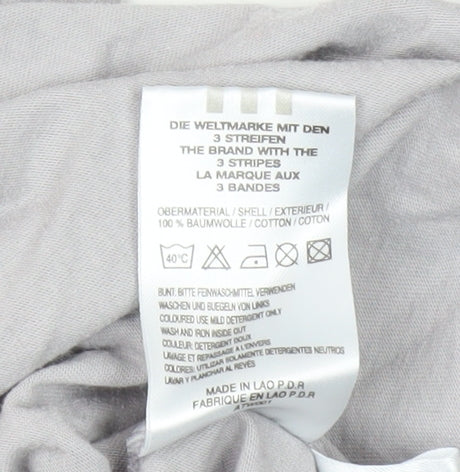 DIE WELTMARKE MIT DEN
3 STREIFEN
THE BRAND WITH THE
3 STRIPES
LA MARQUE AUX
3 BANDES
OBERMATERIAL / SHELL / EXTERIEUR /
100 % BAUMWOLLE / COTTON / COTON
40°C
BUNT. BITTE FEINWASCHMITTEL VERWENDEN
WASCHEN UND BUEGELN VON LINKS
COLOURED USE MILD DETERGENT ONLY
WASH AND IRON INSIDE OUT
COULEUR: DETERGENT DOUX
LAVAGE ET REPASSAGE A L'ENVERS
COLORES: UTILIZAR SOLAMENTE DETERGENTES NEUTROS
LAVAR Y PLANCHAR AL REVÉS
MADE IN LAO P.D.R
FABRIQUE EN LAO P.D.R